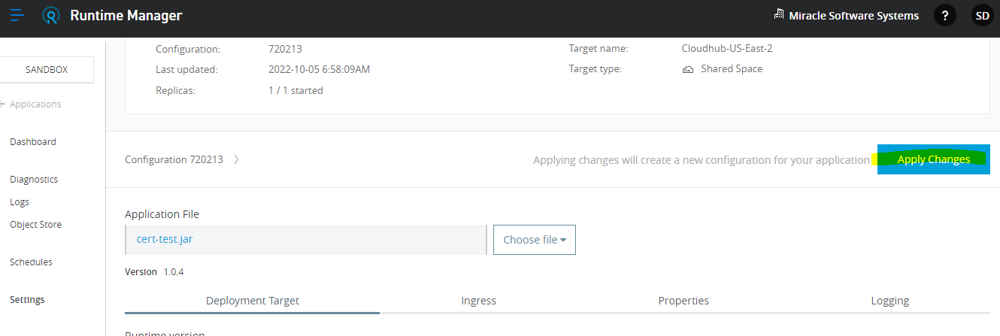 Runtime Manager
Miracle Software Systems
?
SD
SANDBOX
Applications
Dashboard
Diagnostics
Logs
Object Store
Schedules
Settings
Configuration: 720213
Last updated: 2022-10-05 6:58:09AM
Replicas: 1 / 1 started
Target name: Cloudhub-US-East-2
Target type: Shared Space
Configuration 720213
Applying changes will create a new configuration for your application
Apply Changes
Application File
cert-test.jar
Choose file
Version 1.0.4
Deployment Target
Ingress
Properties
Logging
Runtime version